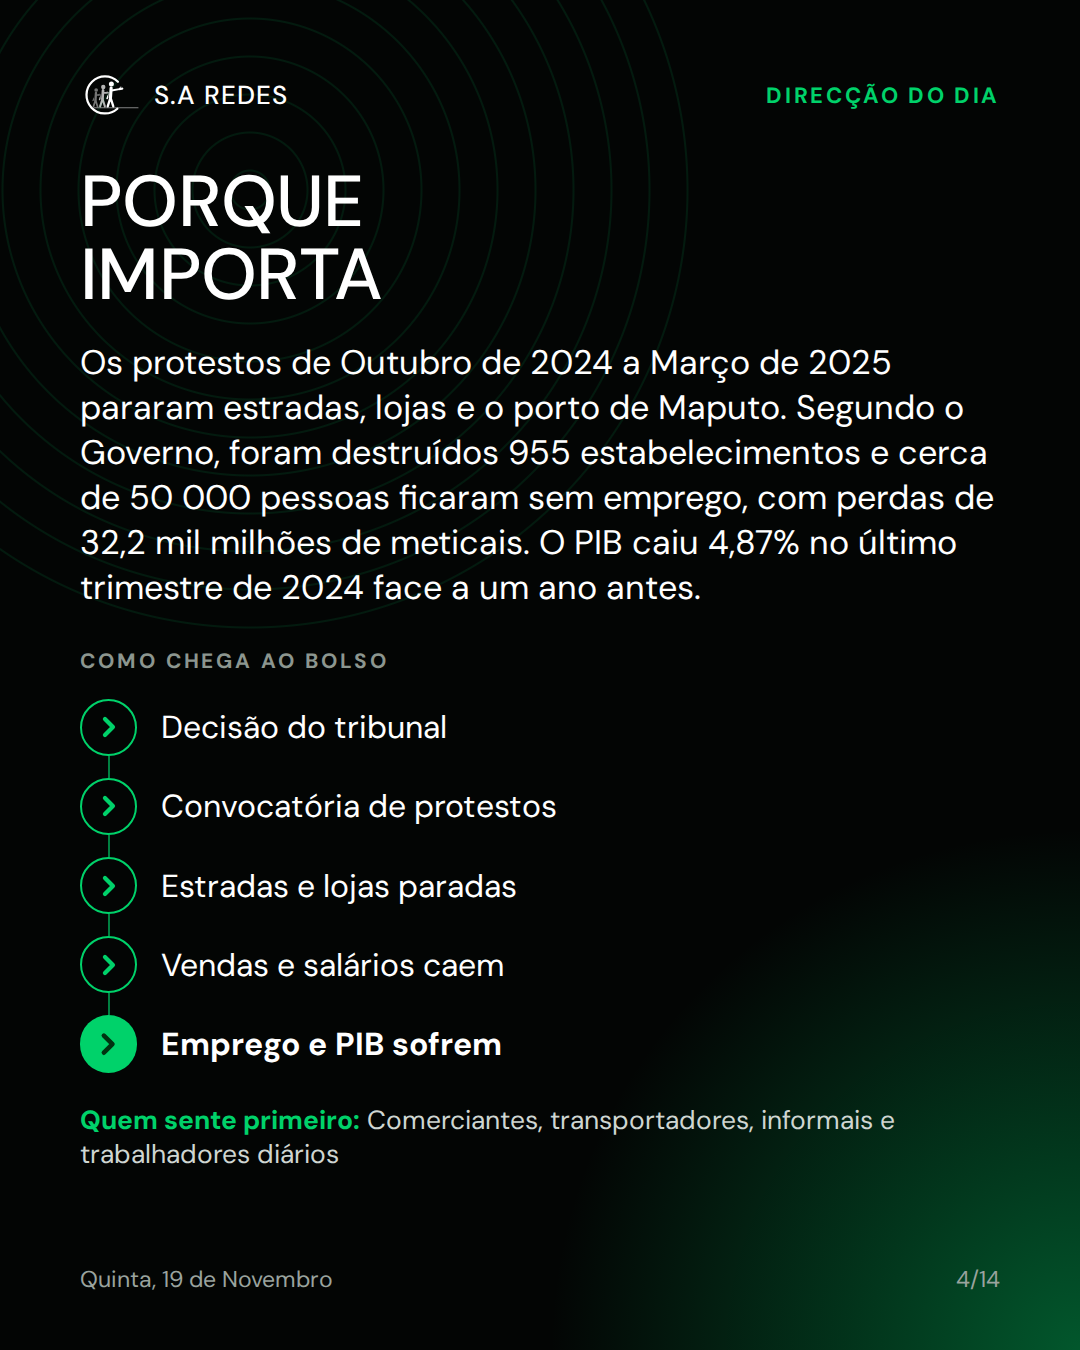 S.A REDES
DIRECÇÃO DO DIA
PORQUE
IMPORTA
Os protestos de Outubro de 2024 a Março de 2025
pararam estradas, lojas e o porto de Maputo. Segundo o
Governo, foram destruídos 955 estabelecimentos e cerca
de 50 000 pessoas ficaram sem emprego, com perdas de
32,2 mil milhões de meticais. O PIB caiu 4,87% no último
trimestre de 2024 face a um ano antes.
COMO CHEGA AO BOLSO
Decisão do tribunal
Convocatória de protestos
Estradas e lojas paradas
Vendas e salários caem
Emprego e PIB sofrem
Quem sente primeiro: Comerciantes, transportadores, informais e
trabalhadores diários
Quinta, 19 de Novembro
4/14